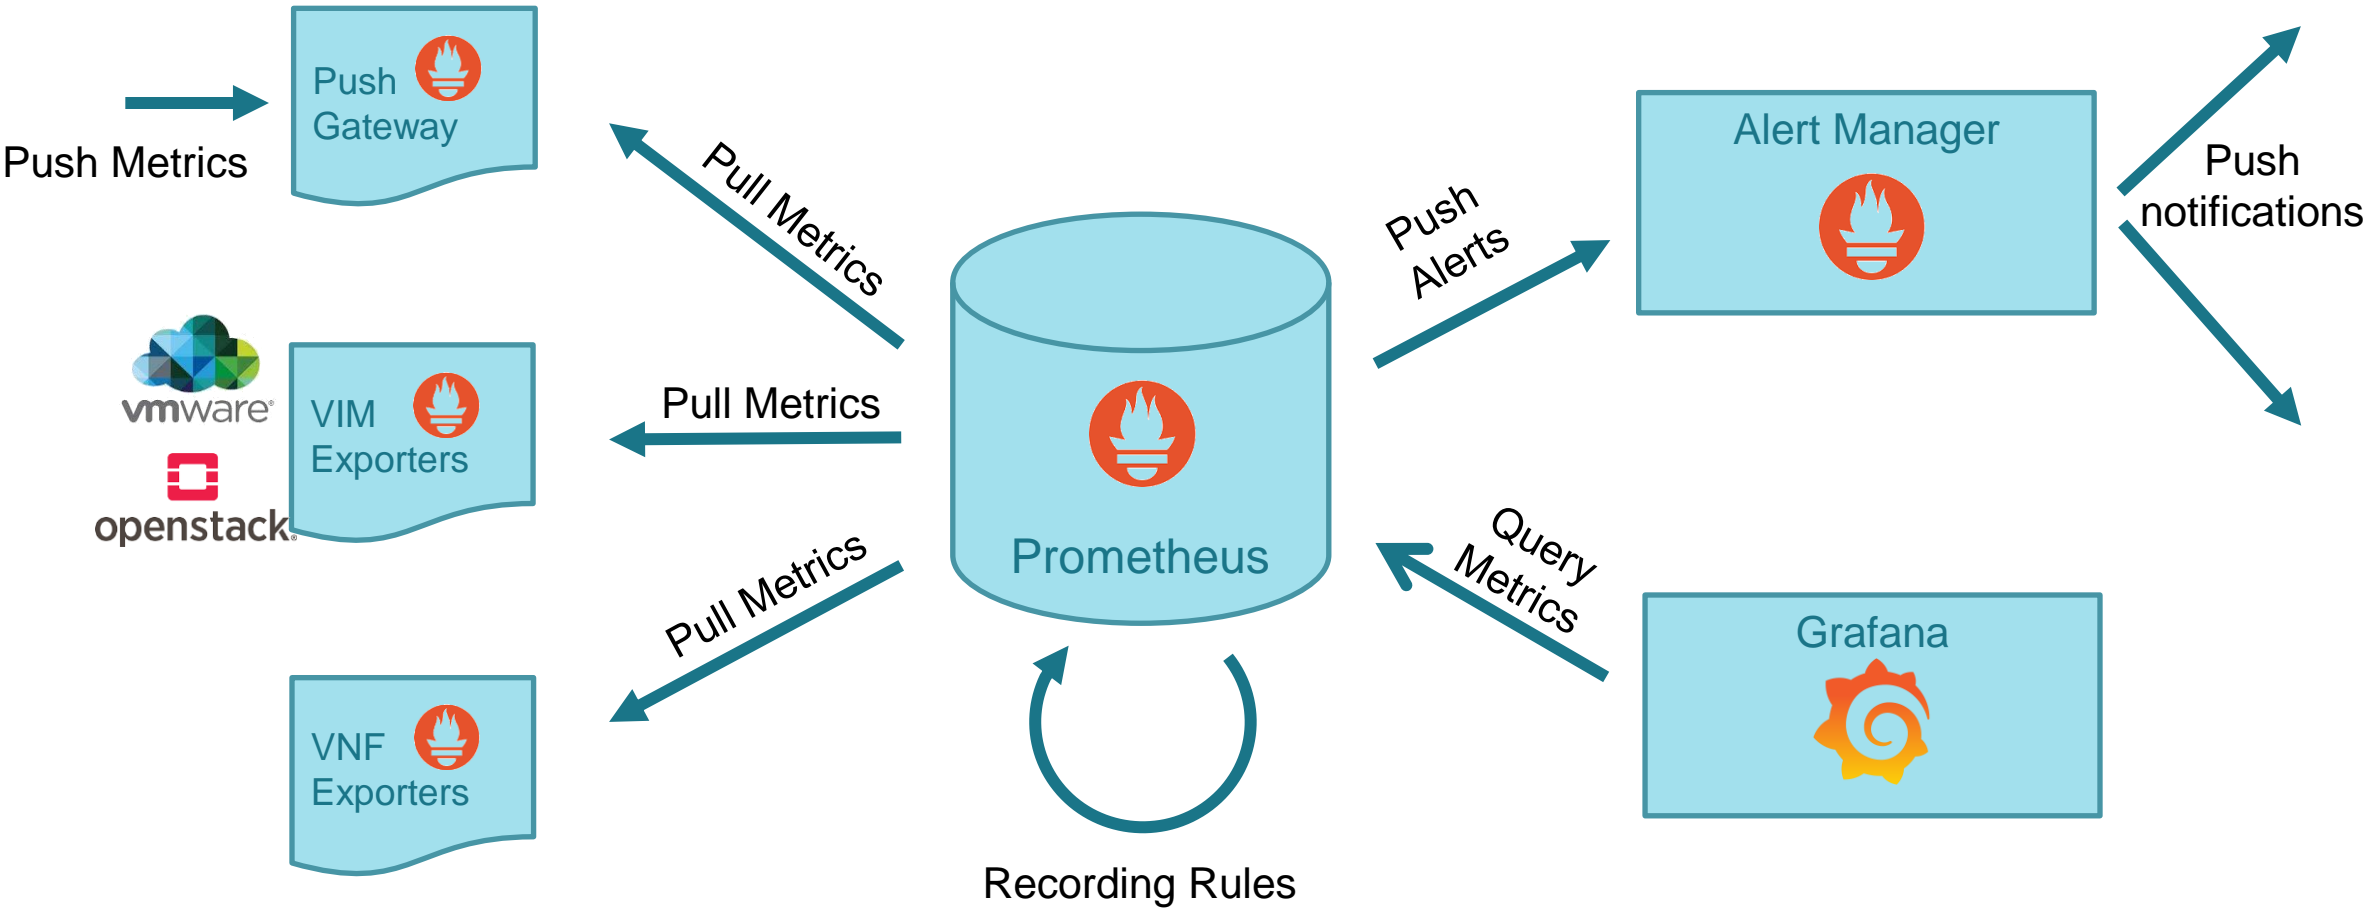 Push
Gateway
Push Metrics
Pull Metrics
vmware®
openstack®
VIM
Exporters
Pull Metrics
VNF
Exporters
Pull Metrics
Prometheus
Recording Rules
Push
Alerts
Alert Manager
Push
notifications
Query
Metrics
Grafana